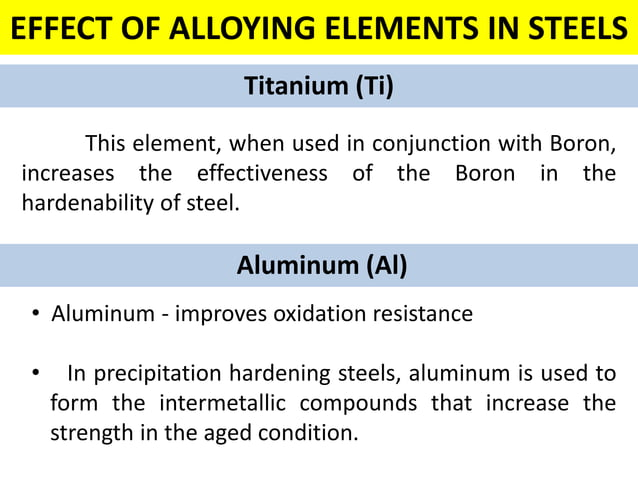 EFFECT OF ALLOYING ELEMENTS IN STEELS
Titanium (Ti)
This element, when used in conjunction with Boron,
increases the effectiveness of the Boron in the
hardenability of steel.
Aluminum (Al)
• Aluminum - improves oxidation resistance
• In precipitation hardening steels, aluminum is used to
form the intermetallic compounds that increase the
strength in the aged condition.